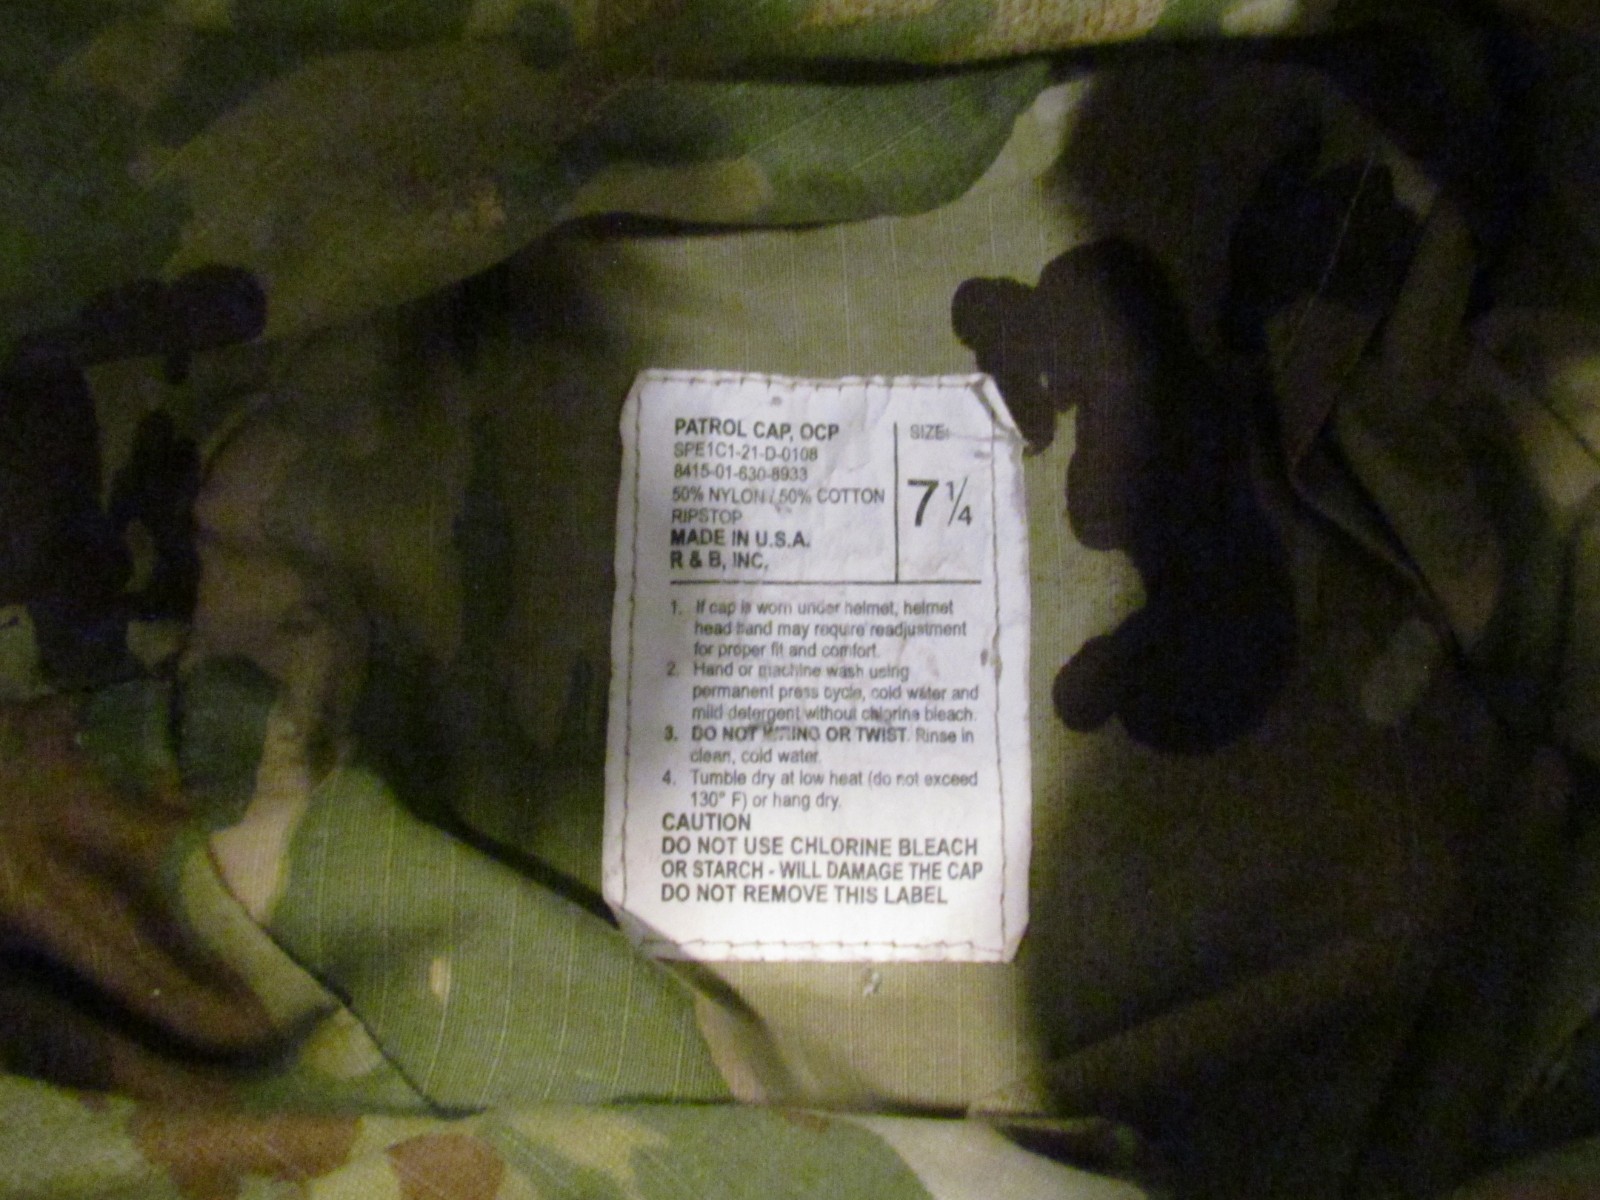 PATROL CAP, OCP
SPE1C1-21-D-0108
8415-01-630-8933
50% NYLON / 50% COTTON
RIPSTOP
MADE IN U.S.A.
R & B, INC.
SIZE:
7 1/4
1. If cap is worn under helmet, helmet
head band may require readjustment
for proper fit and comfort.
2. Hand or machine wash using
permanent press cycle, cold water and
mild detergent without chlorine bleach.
3. DO NOT WRING OR TWIST. Rinse in
clean, cold water.
4. Tumble dry at low heat (do not exceed
130° F) or hang dry.
CAUTION
DO NOT USE CHLORINE BLEACH
OR STARCH - WILL DAMAGE THE CAP
DO NOT REMOVE THIS LABEL